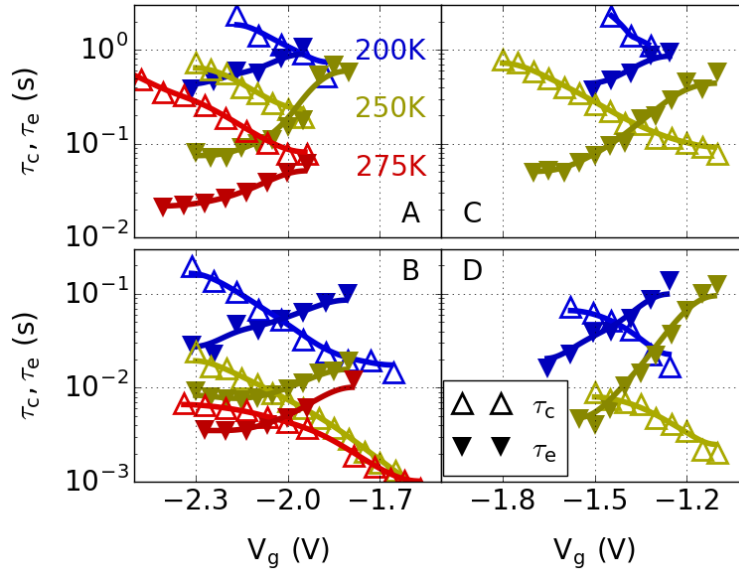 10⁰
10⁻¹
10⁻²
τc, τe (s)
200K
250K
275K
A
C
10⁻¹
10⁻²
10⁻³
τc, τe (s)
B
D
τc
τe
−2.3 −2.0 −1.7
−1.8 −1.5 −1.2
Vg (V)
Vg (V)